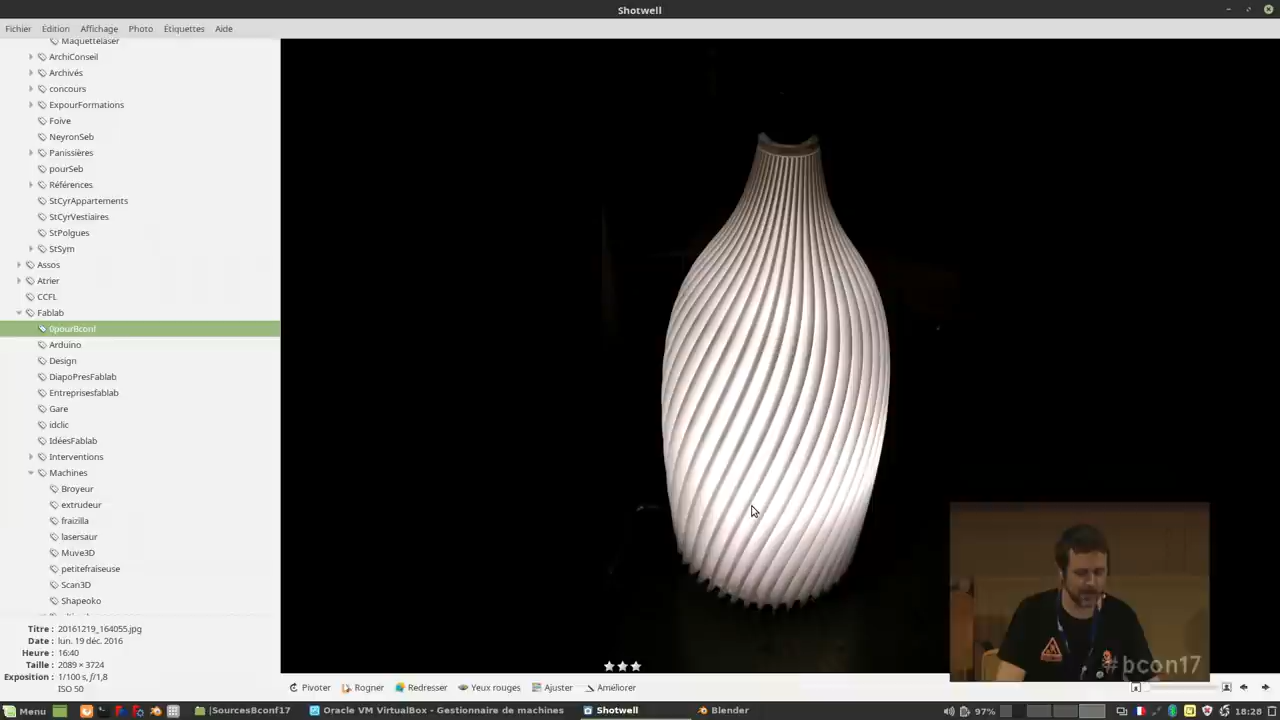 Shotwell
Fichier Édition Affichage Photo Étiquettes Aide
Maquettelaser
ArchiConseil
Archivés
concours
ExpourFormations
Foive
NeyronSeb
Panissières
pourSeb
Références
StCyrAppartements
StCyrVestiaires
StPolgues
StSym
Assos
Atrier
CCFL
Fablab
0pourBconf
Arduino
Design
DiapoPresFablab
Entreprisesfablab
Gare
idclic
IdéesFablab
Interventions
Machines
Broyeur
extrudeur
fraizilla
lasersaur
Muve3D
petitefraiseuse
Scan3D
Shapeoko
Titre : 20161219_164055.jpg
Date : lun. 19 déc. 2016
Heure : 16:40
Taille : 2089 × 3724
Exposition : 1/100 s, f/1,8
ISO 50
#bcon17
Pivoter Rogner Redresser Yeux rouges Ajuster Améliorer
Menu [SourcesBconf17 Oracle VM VirtualBox - Gestionnaire de machines Shotwell Blender 97% 18:28